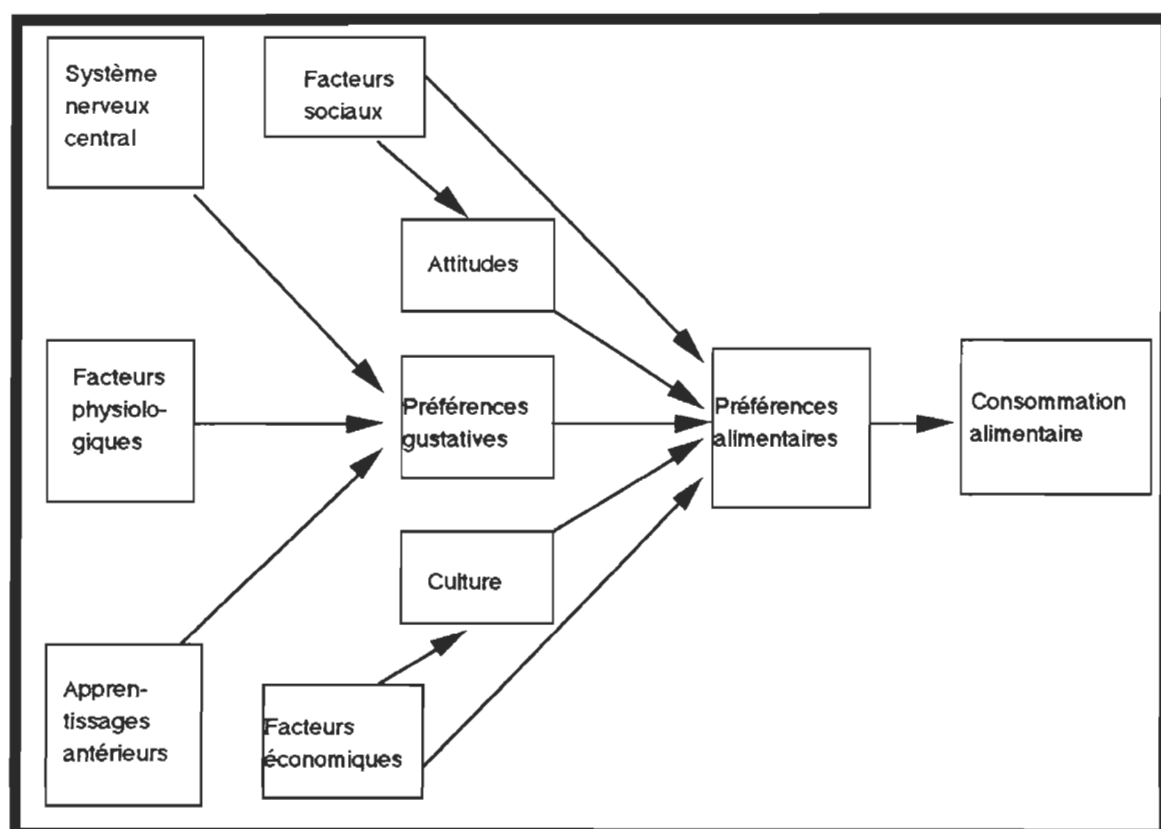 Système
nerveux
central
Facteurs
sociaux
Attitudes
Facteurs
physiolo-
giques
Préférences
gustatives
Préférences
alimentaires
Consommation
alimentaire
Culture
Appren-
tissages
antérieurs
Facteurs
économiques